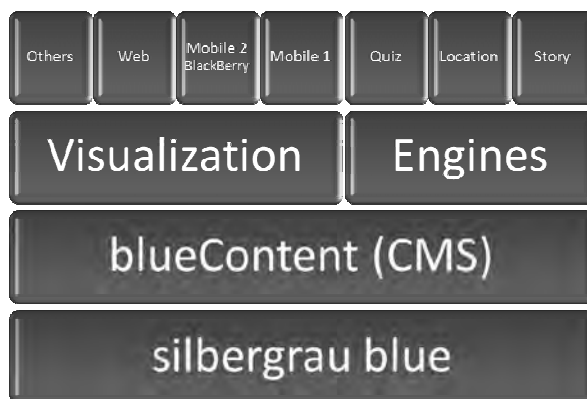 Others
Web
Mobile 2
BlackBerry
Mobile 1
Quiz
Location
Story
Visualization
Engines
blueContent (CMS)
silbergrau blue